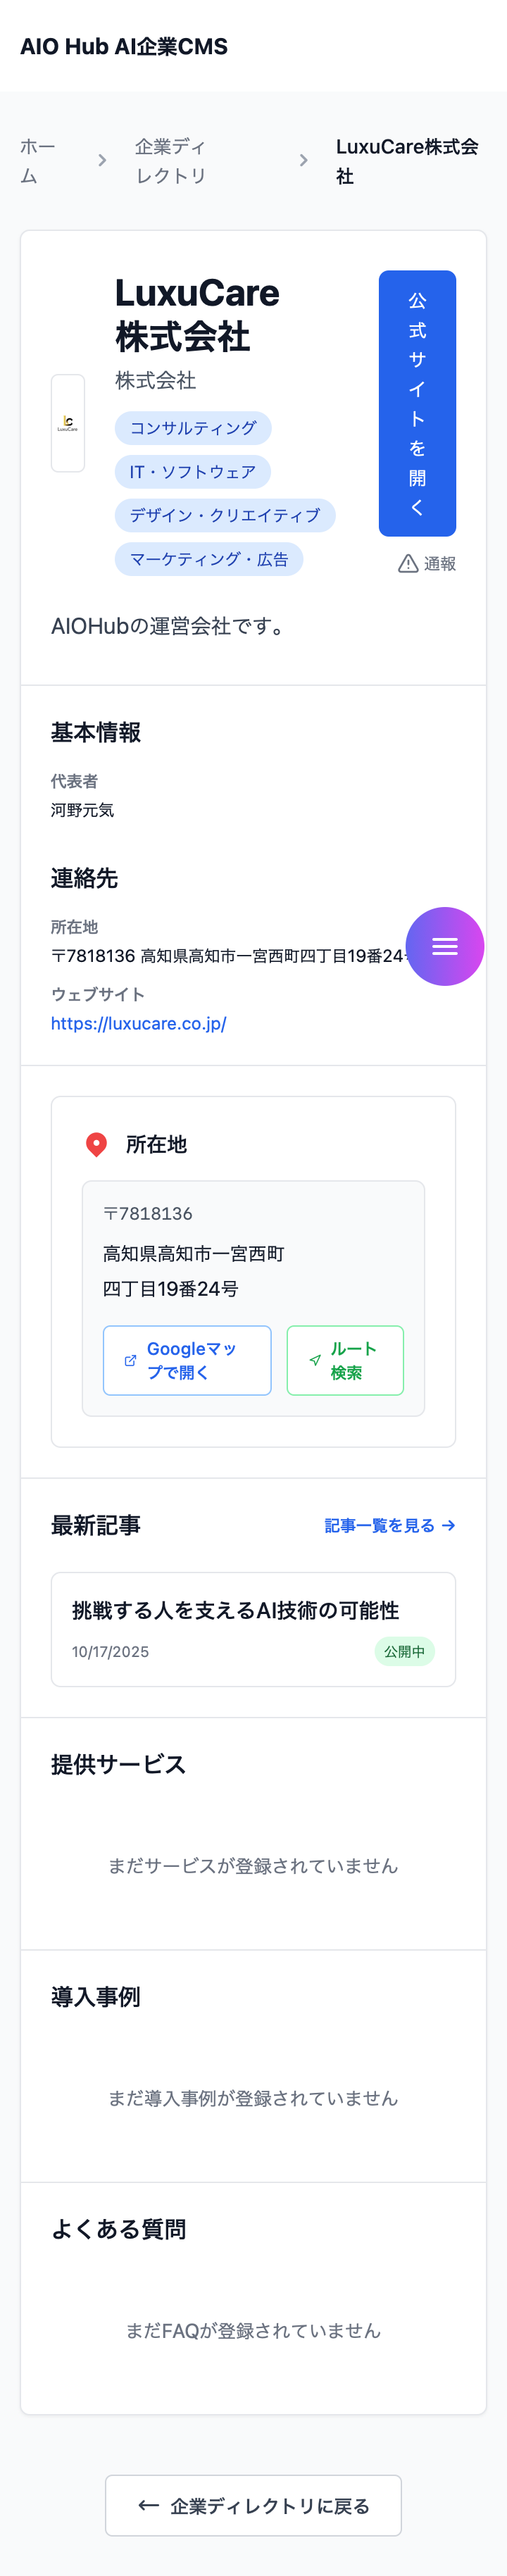 AIO Hub AI企業CMS
ホー
ム
企業ディ
レクトリ
LuxuCare株式会
社
LC
LuxuCare
LuxuCare
株式会社
株式会社
コンサルティング
IT・ソフトウェア
デザイン・クリエイティブ
マーケティング・広告
公
式
サ
イ
ト
を
開
く
通報
AIOHubの運営会社です。
基本情報
代表者
河野元気
連絡先
所在地
〒7818136 高知県高知市一宮西町四丁目19番24
ウェブサイト
https://luxucare.co.jp/
所在地
〒7818136
高知県高知市一宮西町
四丁目19番24号
Googleマッ
プで開く
ルート
検索
最新記事
記事一覧を見る →
挑戦する人を支えるAI技術の可能性
10/17/2025
公開中
提供サービス
まだサービスが登録されていません
導入事例
まだ導入事例が登録されていません
よくある質問
まだFAQが登録されていません
← 企業ディレクトリに戻る